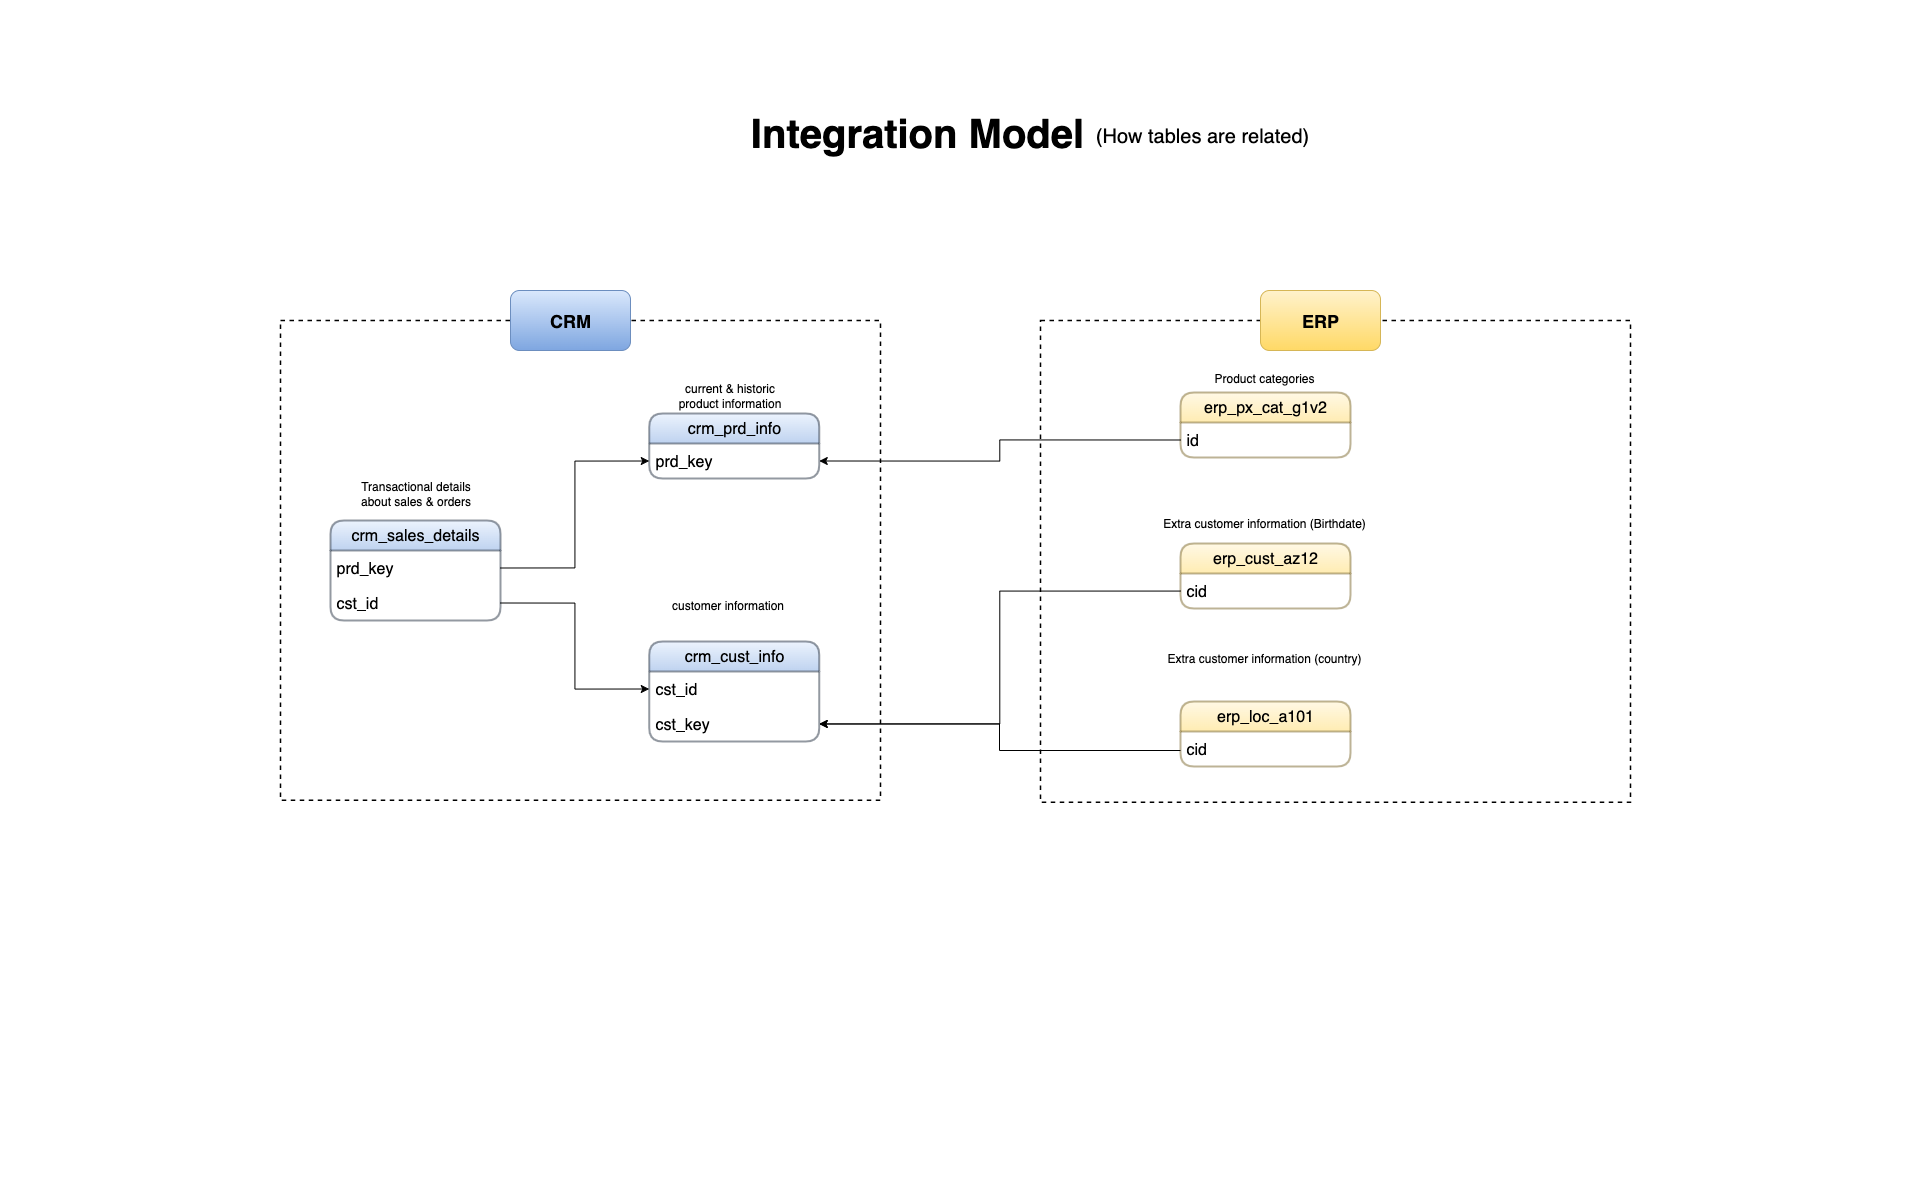 Integration Model (How tables are related)
CRM
current & historic
product information
crm_prd_info
prd_key
Transactional details
about sales & orders
crm_sales_details
prd_key
cst_id
customer information
crm_cust_info
cst_id
cst_key
ERP
Product categories
erp_px_cat_g1v2
id
Extra customer information (Birthdate)
erp_cust_az12
cid
Extra customer information (country)
erp_loc_a101
cid